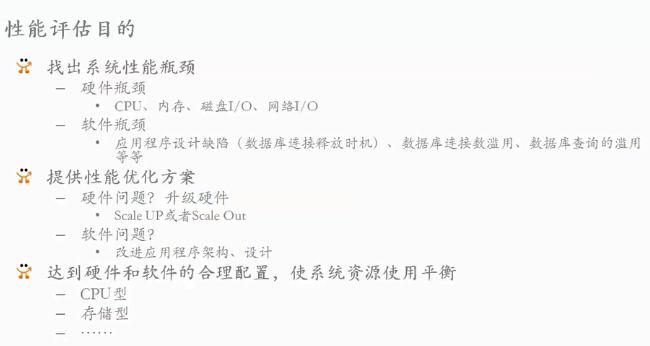 性能评估目的
找出系统性能瓶颈
– 硬件瓶颈
• CPU、内存、磁盘I/O、网络I/O
– 软件瓶颈
• 应用程序设计缺陷（数据库连接释放时机）、数据库连接数滥用、数据库查询的滥用
等等
提供性能优化方案
– 硬件问题？升级硬件
• Scale UP或者Scale Out
– 软件问题？
• 改进应用程序架构、设计
达到硬件和软件的合理配置，使系统资源使用平衡
– CPU型
– 存储型
– ……